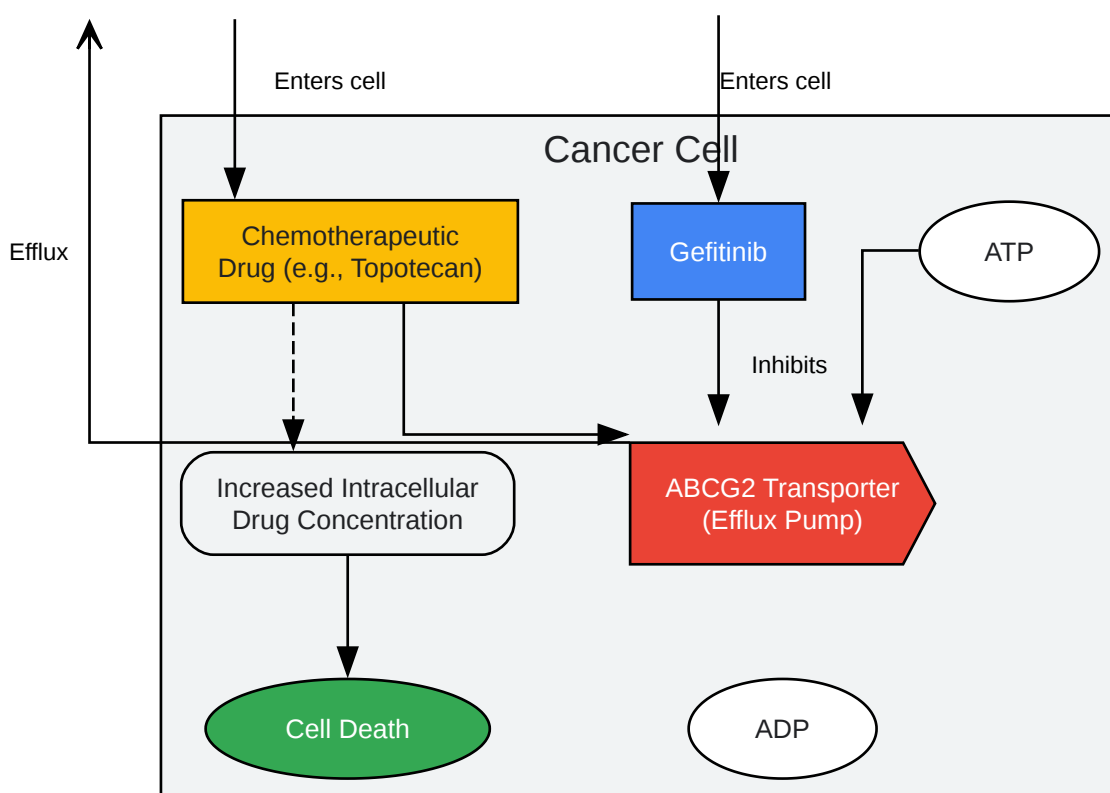 Enters cell
Enters cell
Cancer Cell
Chemotherapeutic
Drug (e.g., Topotecan)
Gefitinib
ATP
Efflux
Inhibits
Increased Intracellular
Drug Concentration
ABCG2 Transporter
(Efflux Pump)
Cell Death
ADP